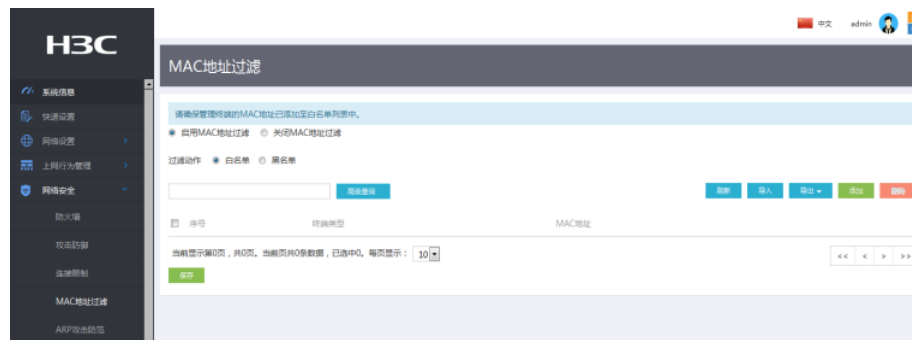 中文 admin
H3C
MAC地址过滤
系统信息
快速设置
网络设置
上网行为管理
网络安全
防火墙
攻击防御
连接限制
MAC地址过滤
ARP攻击防范
请确保管理终端的MAC地址已添加至白名单列表中。
启用MAC地址过滤 关闭MAC地址过滤
过滤动作 白名单 黑名单
高级查询 刷新 导入 导出 添加 删除
序号 终端类型 MAC地址
当前显示第0页，共0页。当前页共0条数据，已选中0。每页显示： 10 << < > >>
保存